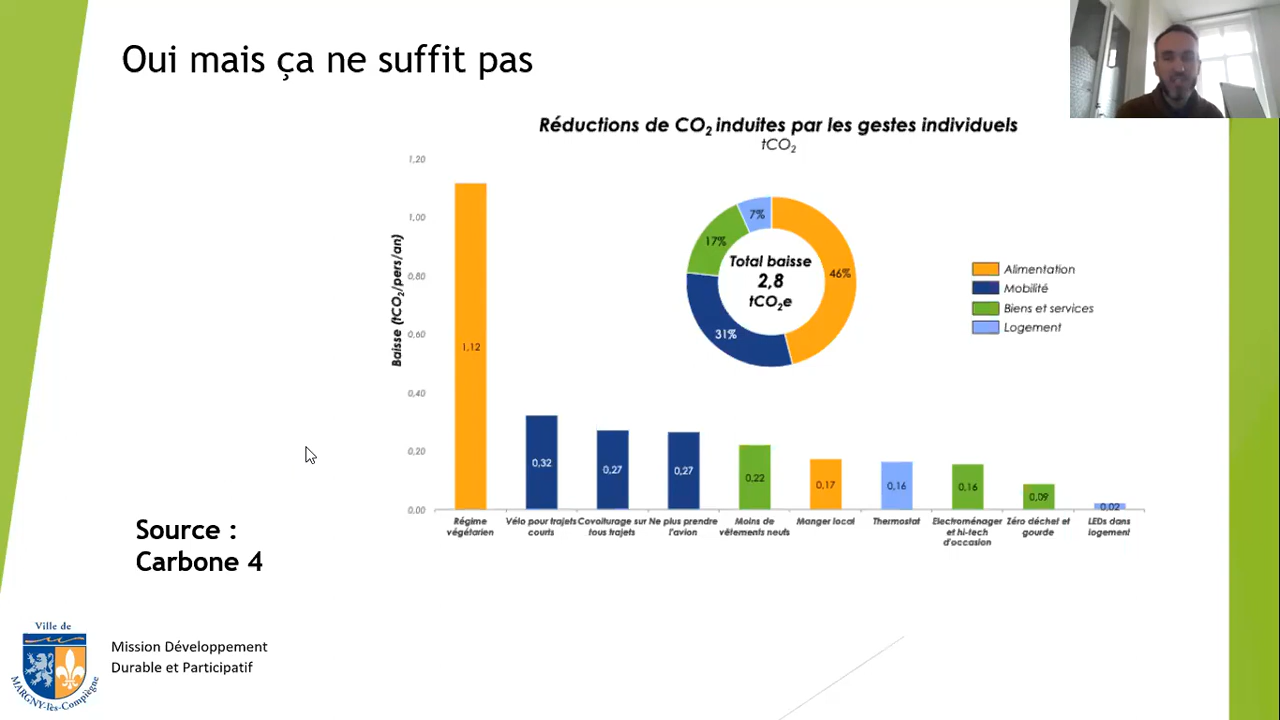 Oui mais ça ne suffit pas
Réductions de CO2 induites par les gestes individuels
tCO2
Baisse (tCO2/pers/an)
1,20
1,00
0,80
0,60
0,40
0,20
0,00
1,12
0,32
0,27
0,27
0,22
0,17
0,16
0,16
0,09
0,02
7%
17%
46%
31%
Total baisse
2,8
tCO2e
Alimentation
Mobilité
Biens et services
Logement
Régime
végétarien
Vélo pour trajets
courts
Covoiturage sur
tous trajets
Ne plus prendre
l'avion
Moins de
vêtements neufs
Manger local
Thermostat
Electroménager
et hi-tech
d'occasion
Zéro déchet et
gourde
LEDs dans
logement
Source :
Carbone 4
Ville de
MARGNY-lès-Compiègne
Mission Développement
Durable et Participatif